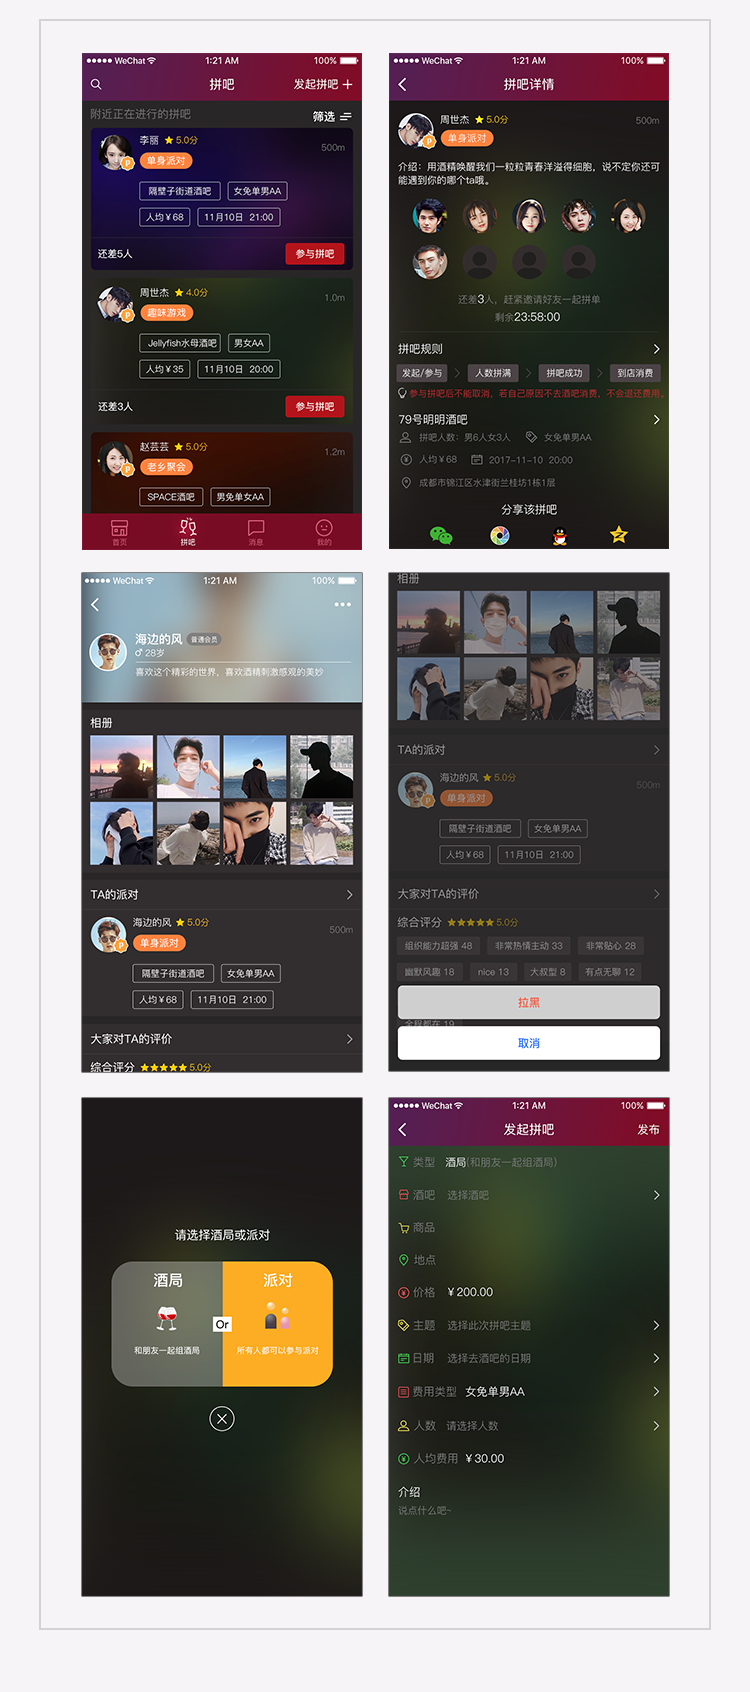 WeChat 1:21 AM 100%
拼吧 发起拼吧
附近正在进行的拼吧 筛选
李丽 5.0分 500m
单身派对
隔壁子街道酒吧 女免单男AA
人均￥68 11月10日 21:00
还差5人 参与拼吧
周世杰 4.0分 1.0m
趣味游戏
Jellyfish水母酒吧 男女AA
人均￥35 11月10日 20:00
还差3人 参与拼吧
赵芸芸 5.0分 1.2m
老乡聚会
SPACE酒吧 男免单女AA
首页 拼吧 消息 我的
WeChat 1:21 AM 100%
拼吧详情
周世杰 5.0分 500m
单身派对
介绍：用酒精唤醒我们一粒粒青春洋溢得细胞，说不定你还可
能遇到你的哪个ta哦。
还差3人，赶紧邀请好友一起拼单
剩余23:58:00
拼吧规则
发起/参与 人数拼满 拼吧成功 到店消费
参与拼吧后不能取消，若自己原因不去酒吧消费，不会退还费用。
79号明明酒吧
拼吧人数：男6人女3人 女免单男AA
人均￥68 2017-11-10 20:00
成都市锦江区水津街兰桂坊1栋1层
分享该拼吧
WeChat 1:21 AM 100%
海边的风 普通会员
28岁
喜欢这个精彩的世界，喜欢酒精刺激感观的美妙
相册
TA的派对
海边的风 5.0分 500m
单身派对
隔壁子街道酒吧 女免单男AA
人均￥68 11月10日 21:00
大家对TA的评价
综合评分 5.0分
相册
TA的派对
海边的风 5.0分 500m
单身派对
隔壁子街道酒吧 女免单男AA
人均￥68 11月10日 21:00
大家对TA的评价
综合评分 5.0分
组织能力超强 48 非常热情主动 33 非常贴心 28
幽默风趣 18 nice 13 大叔型 8 有点无聊 12
拉黑
全程都在 19
取消
请选择酒局或派对
酒局 派对
Or
和朋友一起组酒局 所有人都可以参与派对
WeChat 1:21 AM 100%
发起拼吧 发布
类型 酒局(和朋友一起组酒局)
酒吧 选择酒吧
商品
地点
价格 ￥200.00
主题 选择此次拼吧主题
日期 选择去酒吧的日期
费用类型 女免单男AA
人数 请选择人数
人均费用 ￥30.00
介绍
说点什么吧~